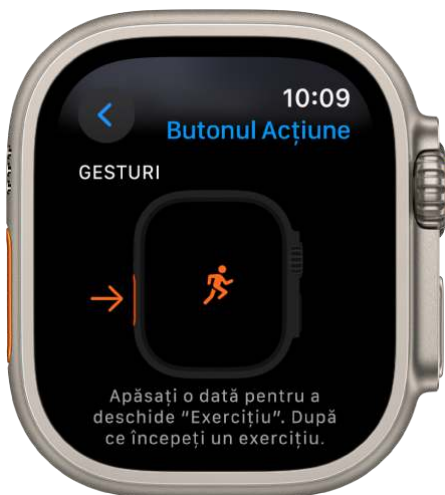 10:09
Butonul Acțiune
GESTURI
Apăsați o dată pentru a
deschide "Exercițiu". După
ce începeți un exercițiu.